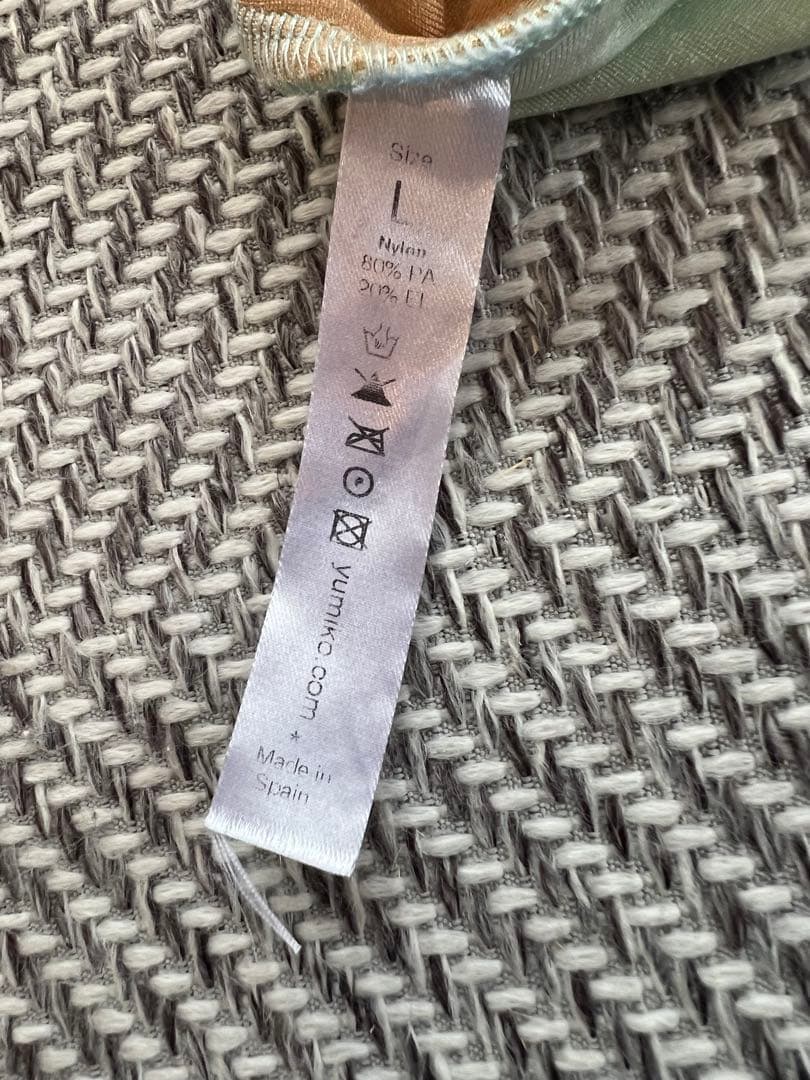 Size
L
Nylon
80% PA
20% EL
yumiko.com
*
Made in
Spain